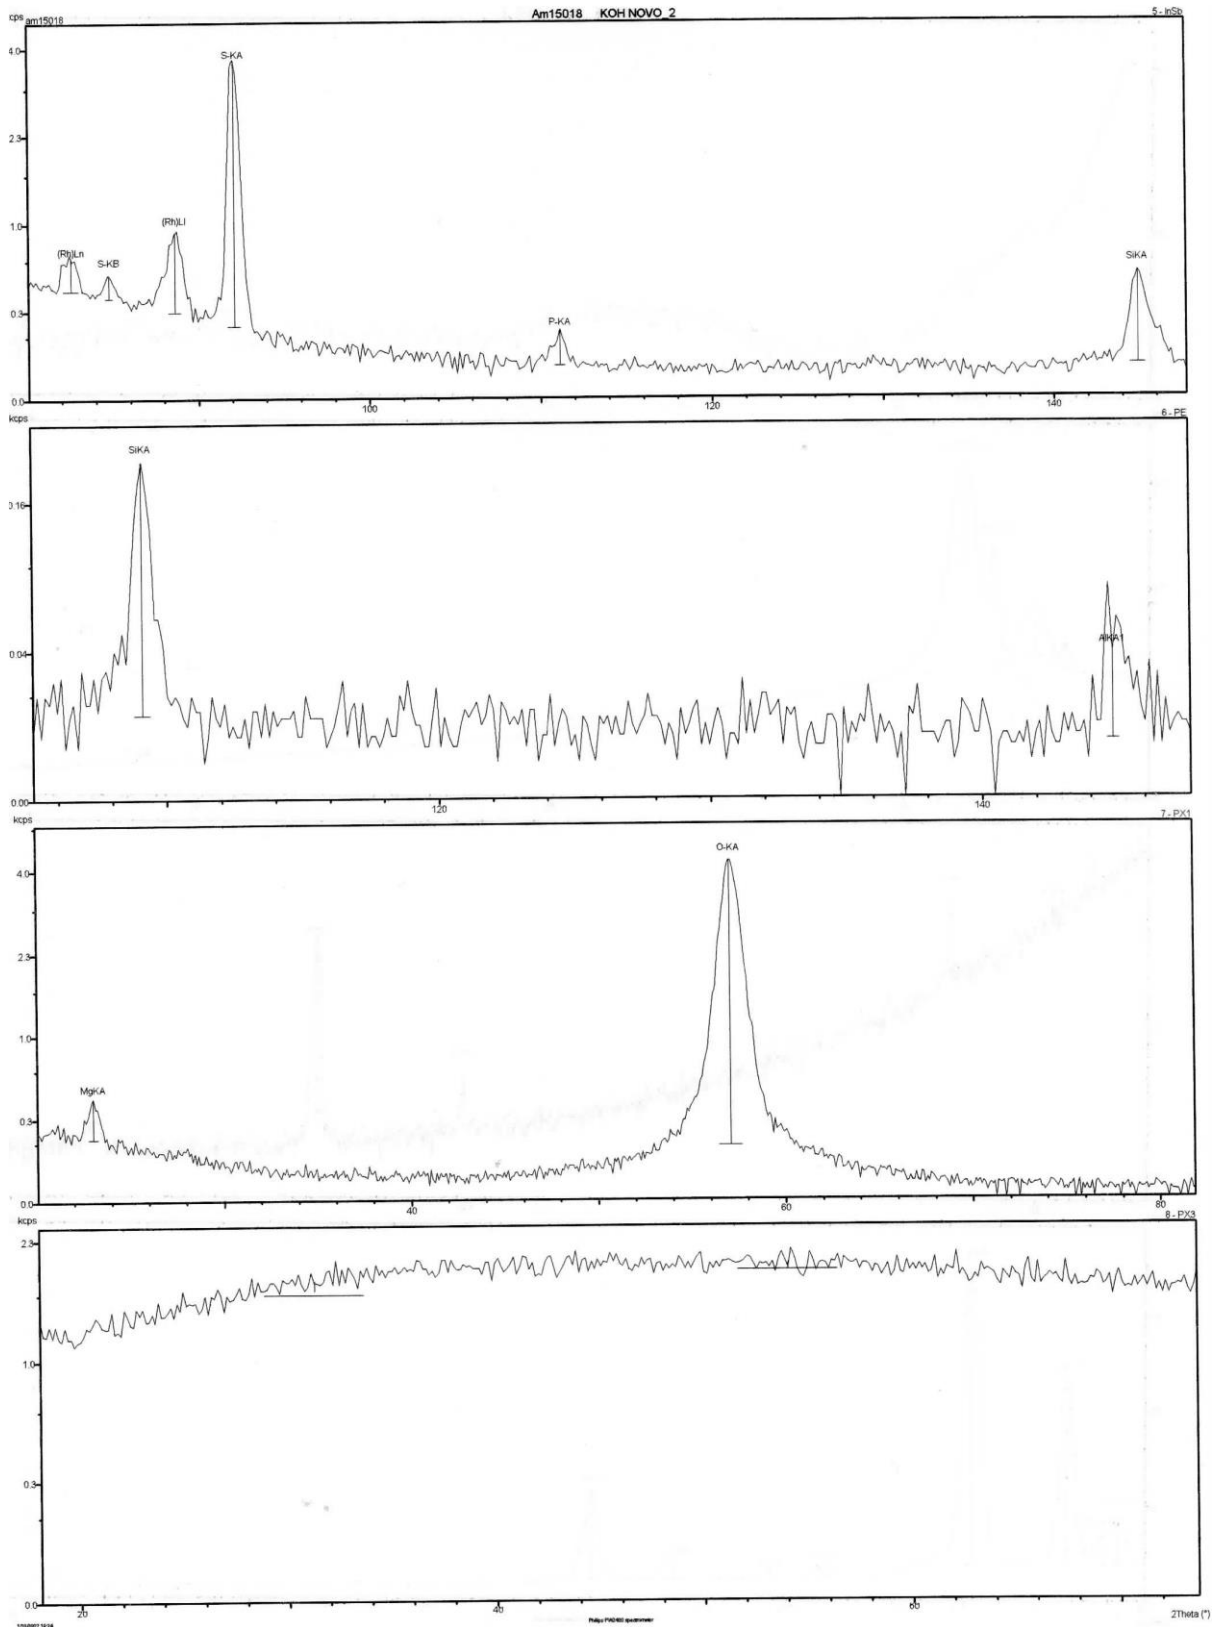 Am15018 KOH NOVO_2
cps am15018 5 - InSb
4.0
S-KA
2.3
(Rh)Ll
1.0
(Rh)Ln S-KB SiKA
0.3
P-KA
0.0 100 120 140
kcps 6 - PE
SiKA
0.16
AlKA1
0.04
0.00 120 140
kcps 7 - PX1
O-KA
4.0
2.3
1.0
MgKA
0.3
0.0 40 60 80
kcps 8 - PX3
2.3
1.0
0.3
0.0 20 40 60
2Theta (°)